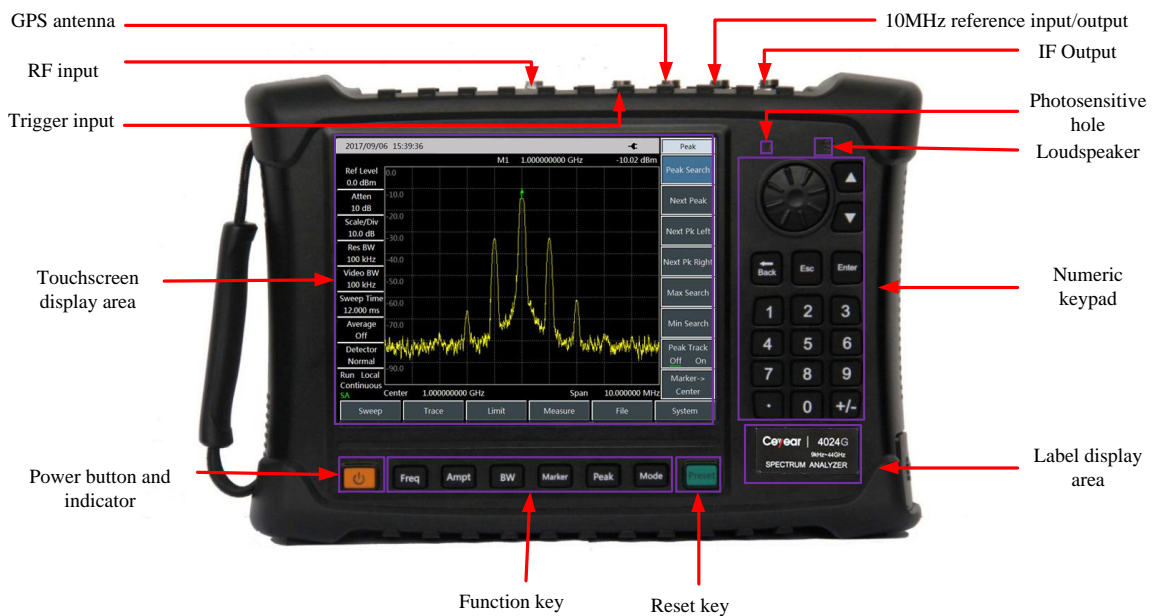 GPS antenna
10MHz reference input/output
RF input
IF Output
Trigger input
Photosensitive
hole
Loudspeaker
2017/09/06 15:39:36
Peak
M1 1.000000000 GHz -10.02 dBm
Ref Level
0.0 dBm
Atten
10 dB
Scale/Div
10.0 dB
Res BW
100 kHz
Video BW
100 kHz
Sweep Time
12.000 ms
Average
Off
Detector
Normal
Run Local
Continuous
SA
0.0
-10.0
-20.0
-30.0
-40.0
-50.0
-60.0
-70.0
-90.0
Center 1.000000000 GHz Span 10.000000 MHz
Peak Search
Next Peak
Next Pk Left
Next Pk Right
Max Search
Min Search
Peak Track
Off On
Marker->
Center
Sweep Trace Limit Measure File System
Back Esc Enter
1 2 3
4 5 6
7 8 9
. 0 +/-
Ceyear | 4024G
9kHz~44GHz
SPECTRUM ANALYZER
Freq Ampt BW Marker Peak Mode Preset
Touchscreen
display area
Numeric
keypad
Power button and
indicator
Label display
area
Function key
Reset key